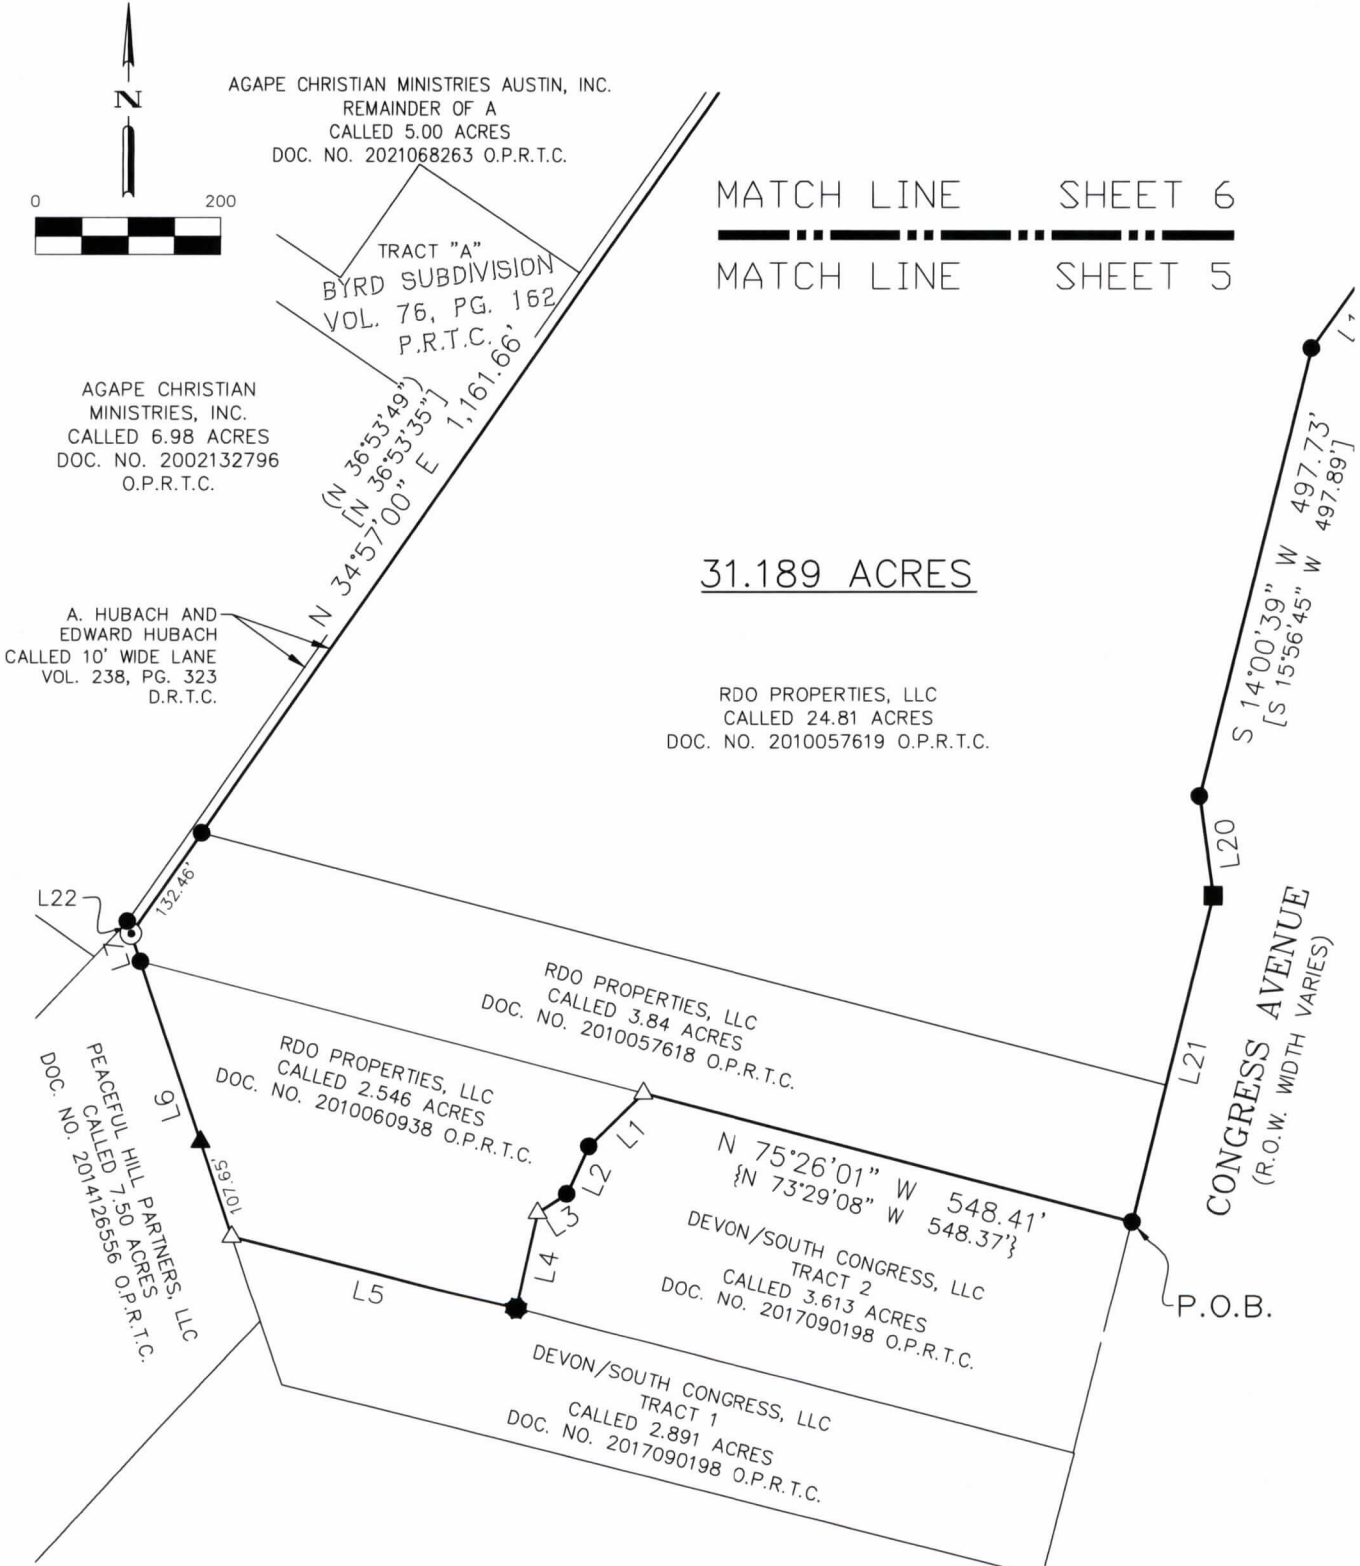 N
0 200
AGAPE CHRISTIAN MINISTRIES AUSTIN, INC.
REMAINDER OF A
CALLED 5.00 ACRES
DOC. NO. 2021068263 O.P.R.T.C.
MATCH LINE SHEET 6
MATCH LINE SHEET 5
TRACT "A"
BYRD SUBDIVISION
VOL. 76, PG. 162
P.R.T.C.
AGAPE CHRISTIAN
MINISTRIES, INC.
CALLED 6.98 ACRES
DOC. NO. 2002132796
O.P.R.T.C.
(N 36°53'49")
[N 36°53'35"]
N 34°57'00" E 1,161.66'
S 14°00'39" W 497.73'
[S 15°56'45" W 497.89']
31.189 ACRES
A. HUBACH AND
EDWARD HUBACH
CALLED 10' WIDE LANE
VOL. 238, PG. 323
D.R.T.C.
RDO PROPERTIES, LLC
CALLED 24.81 ACRES
DOC. NO. 2010057619 O.P.R.T.C.
L20
132.46'
L22
L7
CONGRESS AVENUE
(R.O.W. WIDTH VARIES)
RDO PROPERTIES, LLC
CALLED 3.84 ACRES
DOC. NO. 2010057618 O.P.R.T.C.
L21
RDO PROPERTIES, LLC
CALLED 2.546 ACRES
DOC. NO. 2010060938 O.P.R.T.C.
L6
PEACEFUL HILL PARTNERS, LLC
CALLED 7.50 ACRES
DOC. NO. 2014126556 O.P.R.T.C.
107.65'
L1
L2
L3
L4
L5
N 75°26'01" W 548.41'
{N 73°29'08" W 548.37'}
DEVON/SOUTH CONGRESS, LLC
TRACT 2
CALLED 3.613 ACRES
DOC. NO. 2017090198 O.P.R.T.C.
P.O.B.
DEVON/SOUTH CONGRESS, LLC
TRACT 1
CALLED 2.891 ACRES
DOC. NO. 2017090198 O.P.R.T.C.